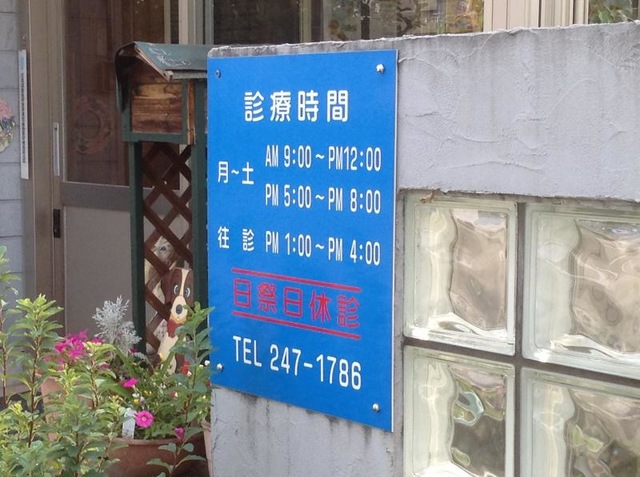 診療時間
月~土 AM 9:00~PM12:00
PM 5:00~PM 8:00
往診 PM 1:00~PM 4:00
日祭日休診
TEL 247-1786